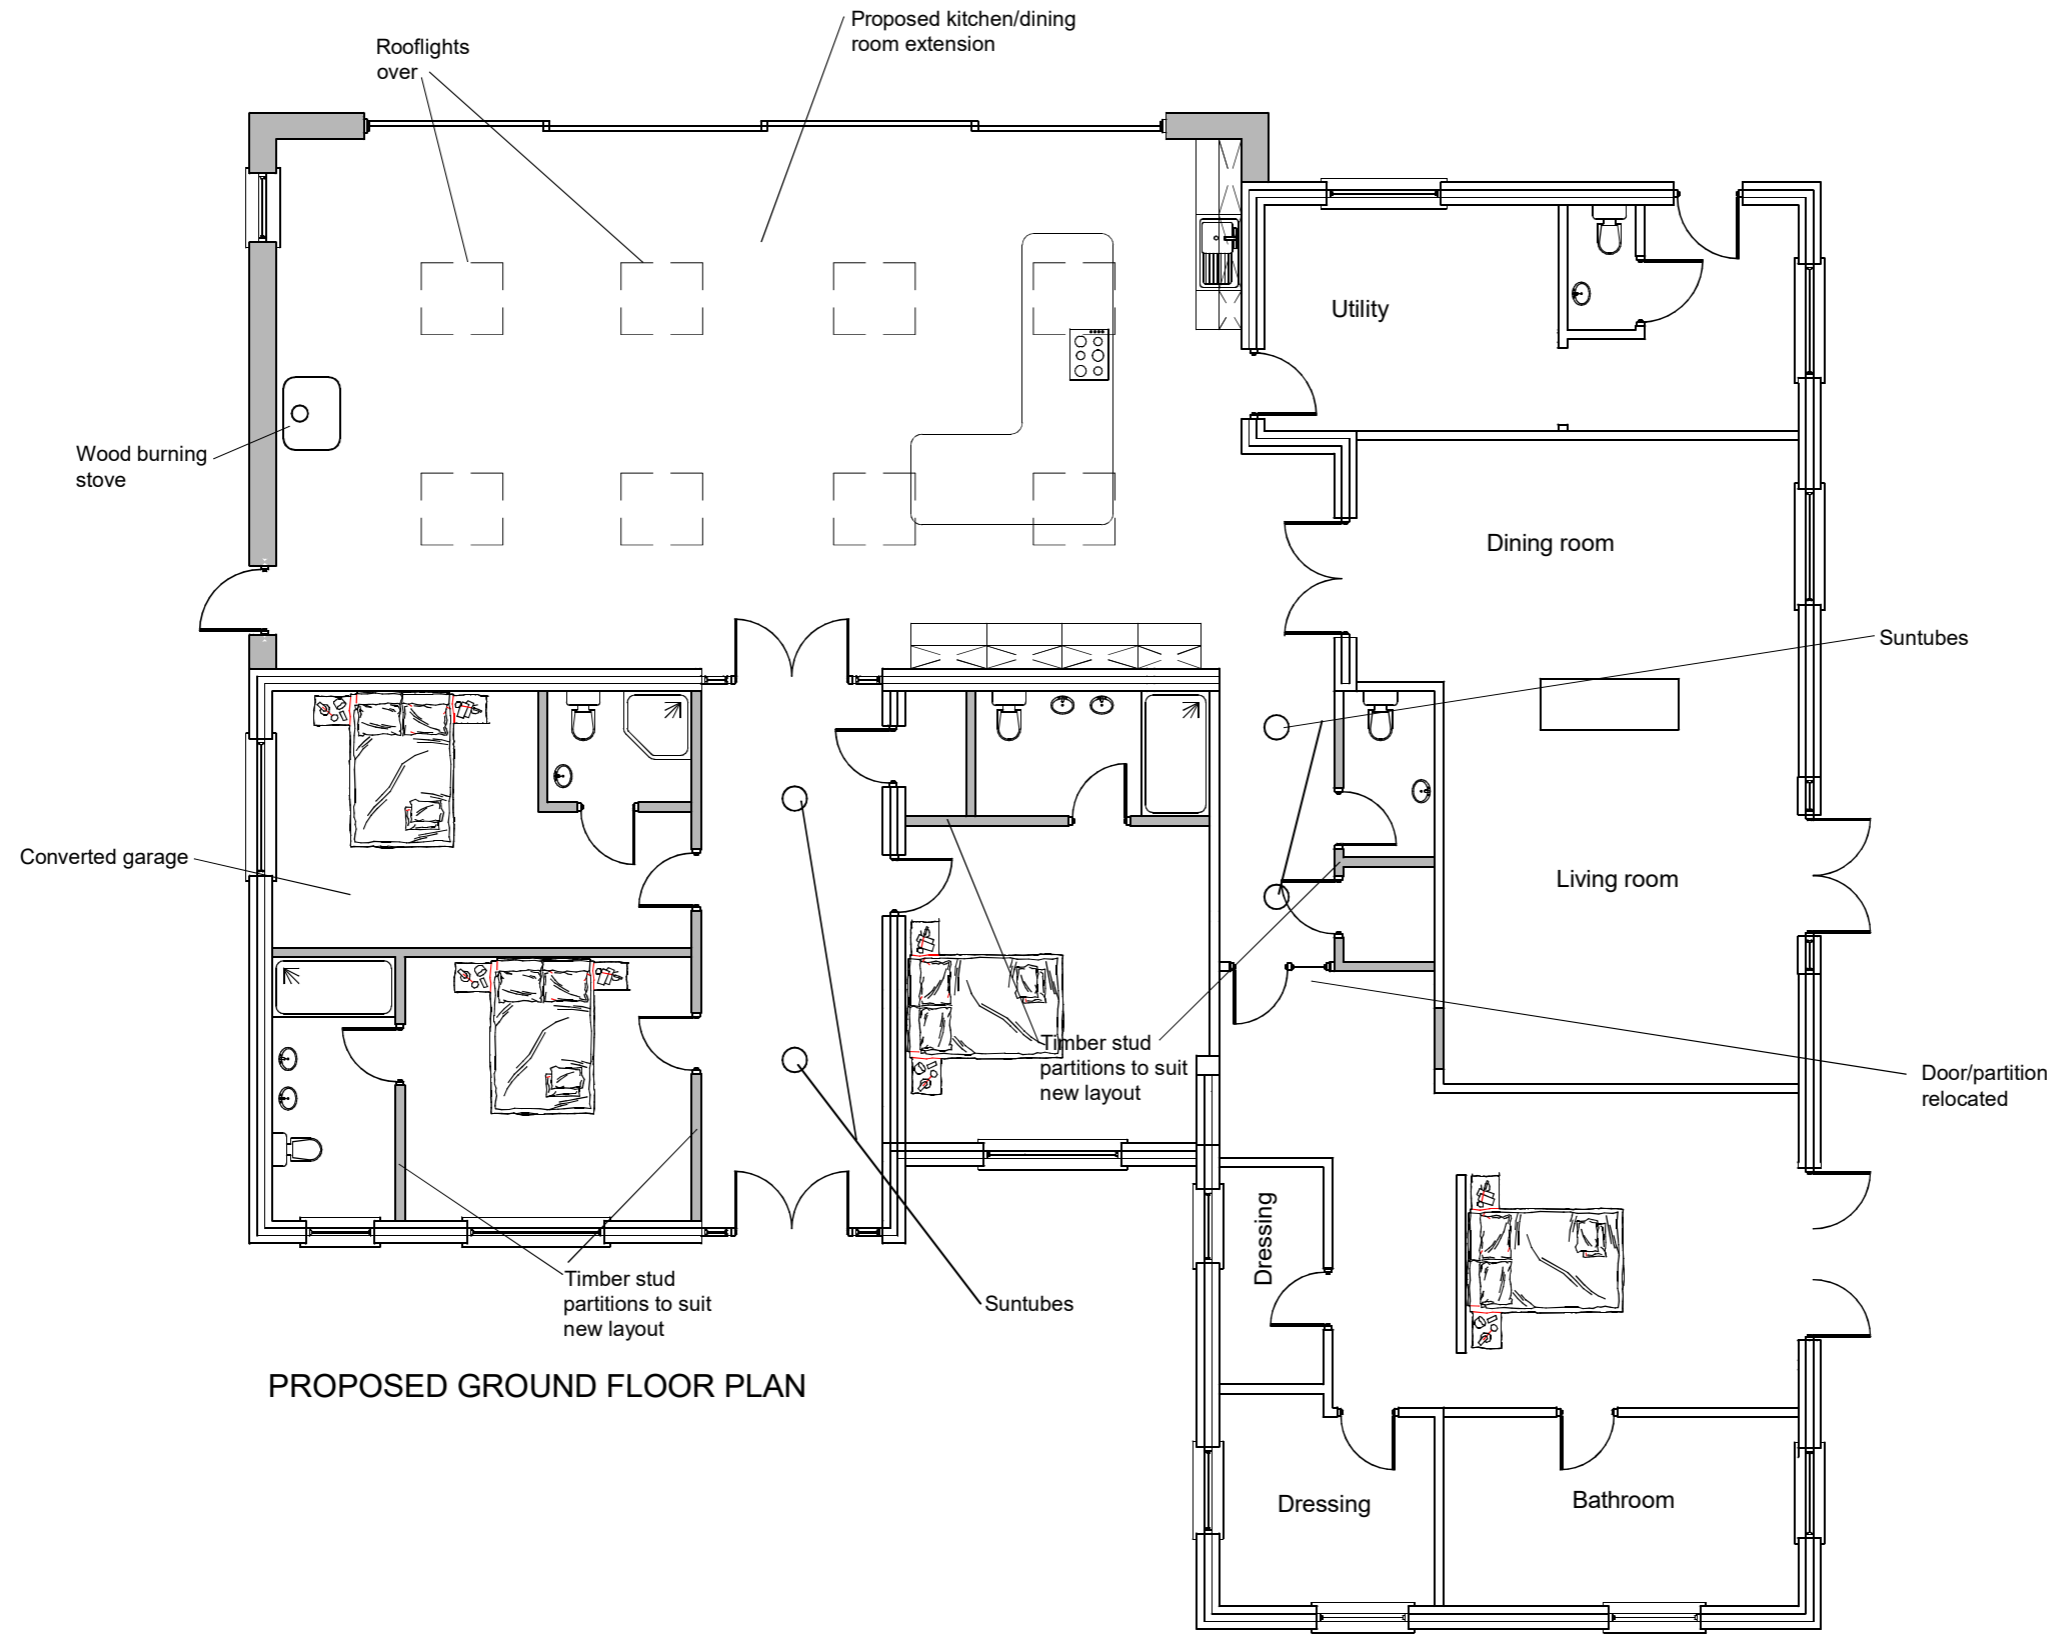 Proposed kitchen/dining
room extension
Rooflights
over
Utility
Wood burning
stove
Dining room
Suntubes
Converted garage
Living room
Timber stud
partitions to suit
new layout
Door/partition
relocated
Dressing
Timber stud
partitions to suit
new layout
Suntubes
PROPOSED GROUND FLOOR PLAN
Dressing
Bathroom